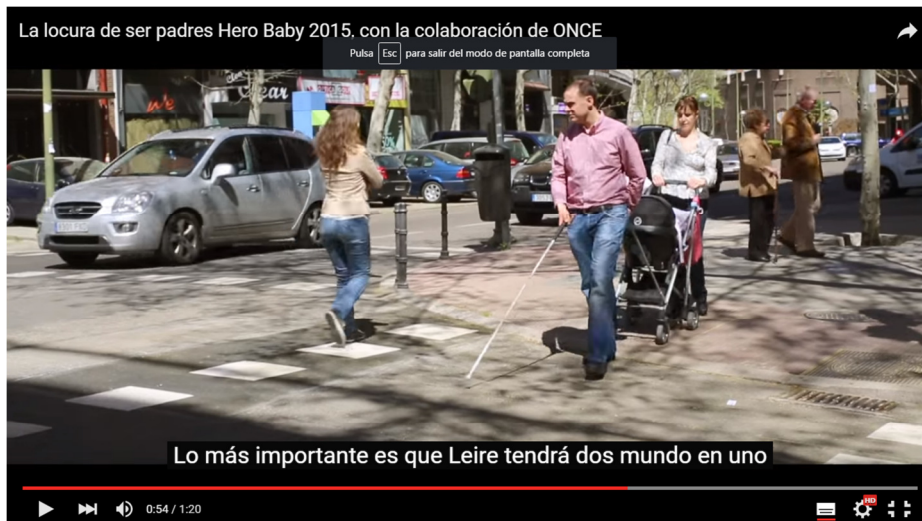 La locura de ser padres Hero Baby 2015, con la colaboración de ONCE
Pulsa Esc para salir del modo de pantalla completa
Lo más importante es que Leire tendrá dos mundo en uno
0:54 / 1:20
HD